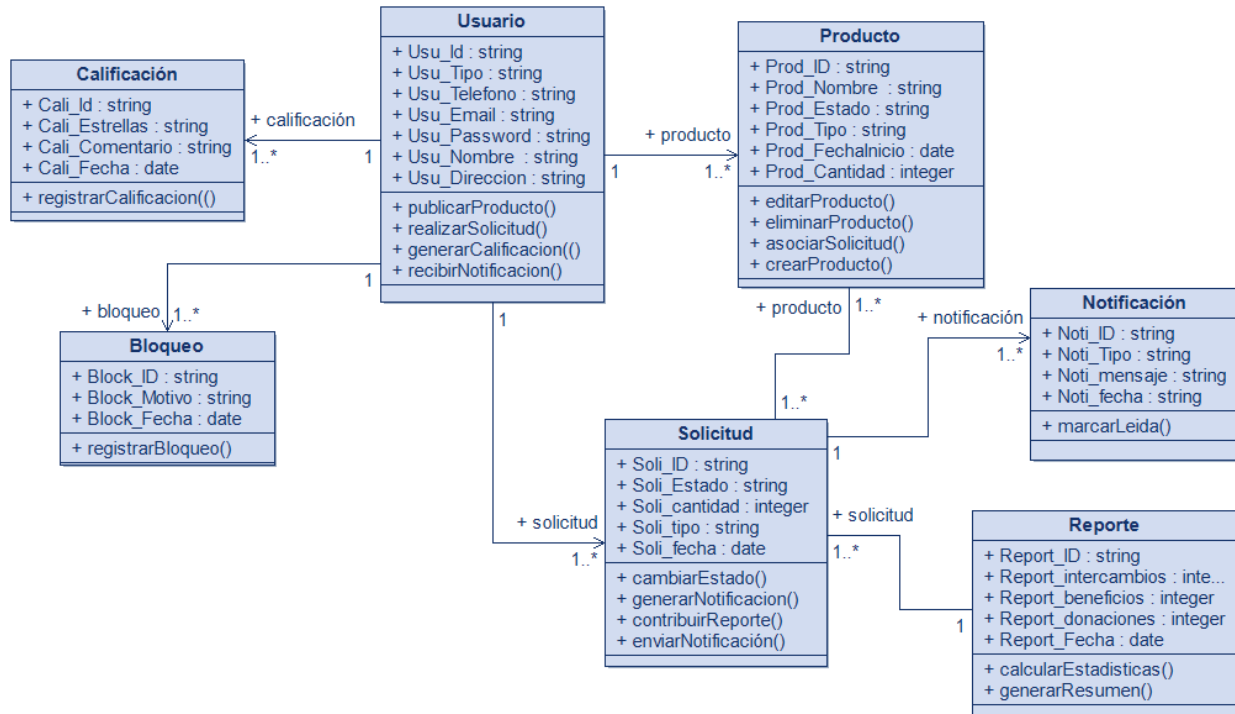 Calificación
+ Cali_Id : string
+ Cali_Estrellas : string
+ Cali_Comentario : string
+ Cali_Fecha : date
+ registrarCalificacion(()
+ calificación
1..*
1
Usuario
+ Usu_Id : string
+ Usu_Tipo : string
+ Usu_Telefono : string
+ Usu_Email : string
+ Usu_Password : string
+ Usu_Nombre : string
+ Usu_Direccion : string
+ publicarProducto()
+ realizarSolicitud()
+ generarCalificacion(()
+ recibirNotificacion()
+ producto
1
1..*
Producto
+ Prod_ID : string
+ Prod_Nombre : string
+ Prod_Estado : string
+ Prod_Tipo : string
+ Prod_FechaInicio : date
+ Prod_Cantidad : integer
+ editarProducto()
+ eliminarProducto()
+ asociarSolicitud()
+ crearProducto()
1
+ bloqueo
1..*
Bloqueo
+ Block_ID : string
+ Block_Motivo : string
+ Block_Fecha : date
+ registrarBloqueo()
1
+ solicitud
1..*
+ producto
1..*
1..*
Solicitud
+ Soli_ID : string
+ Soli_Estado : string
+ Soli_cantidad : integer
+ Soli_tipo : string
+ Soli_fecha : date
+ cambiarEstado()
+ generarNotificacion()
+ contribuirReporte()
+ enviarNotificación()
+ notificación
1..*
1
Notificación
+ Noti_ID : string
+ Noti_Tipo : string
+ Noti_mensaje : string
+ Noti_fecha : string
+ marcarLeida()
+ solicitud
1..*
1
Reporte
+ Report_ID : string
+ Report_intercambios : inte...
+ Report_beneficios : integer
+ Report_donaciones : integer
+ Report_Fecha : date
+ calcularEstadisticas()
+ generarResumen()